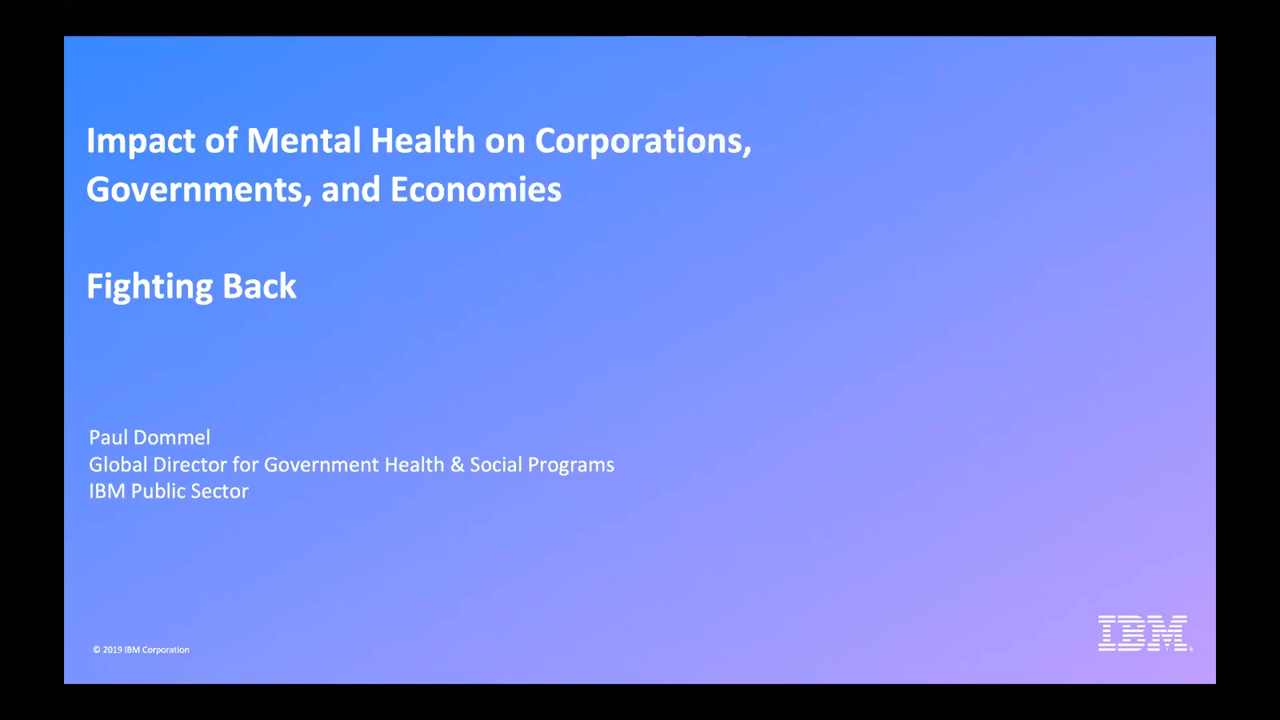 Impact of Mental Health on Corporations,
Governments, and Economies
Fighting Back
Paul Dommel
Global Director for Government Health & Social Programs
IBM Public Sector
© 2019 IBM Corporation
IBM®